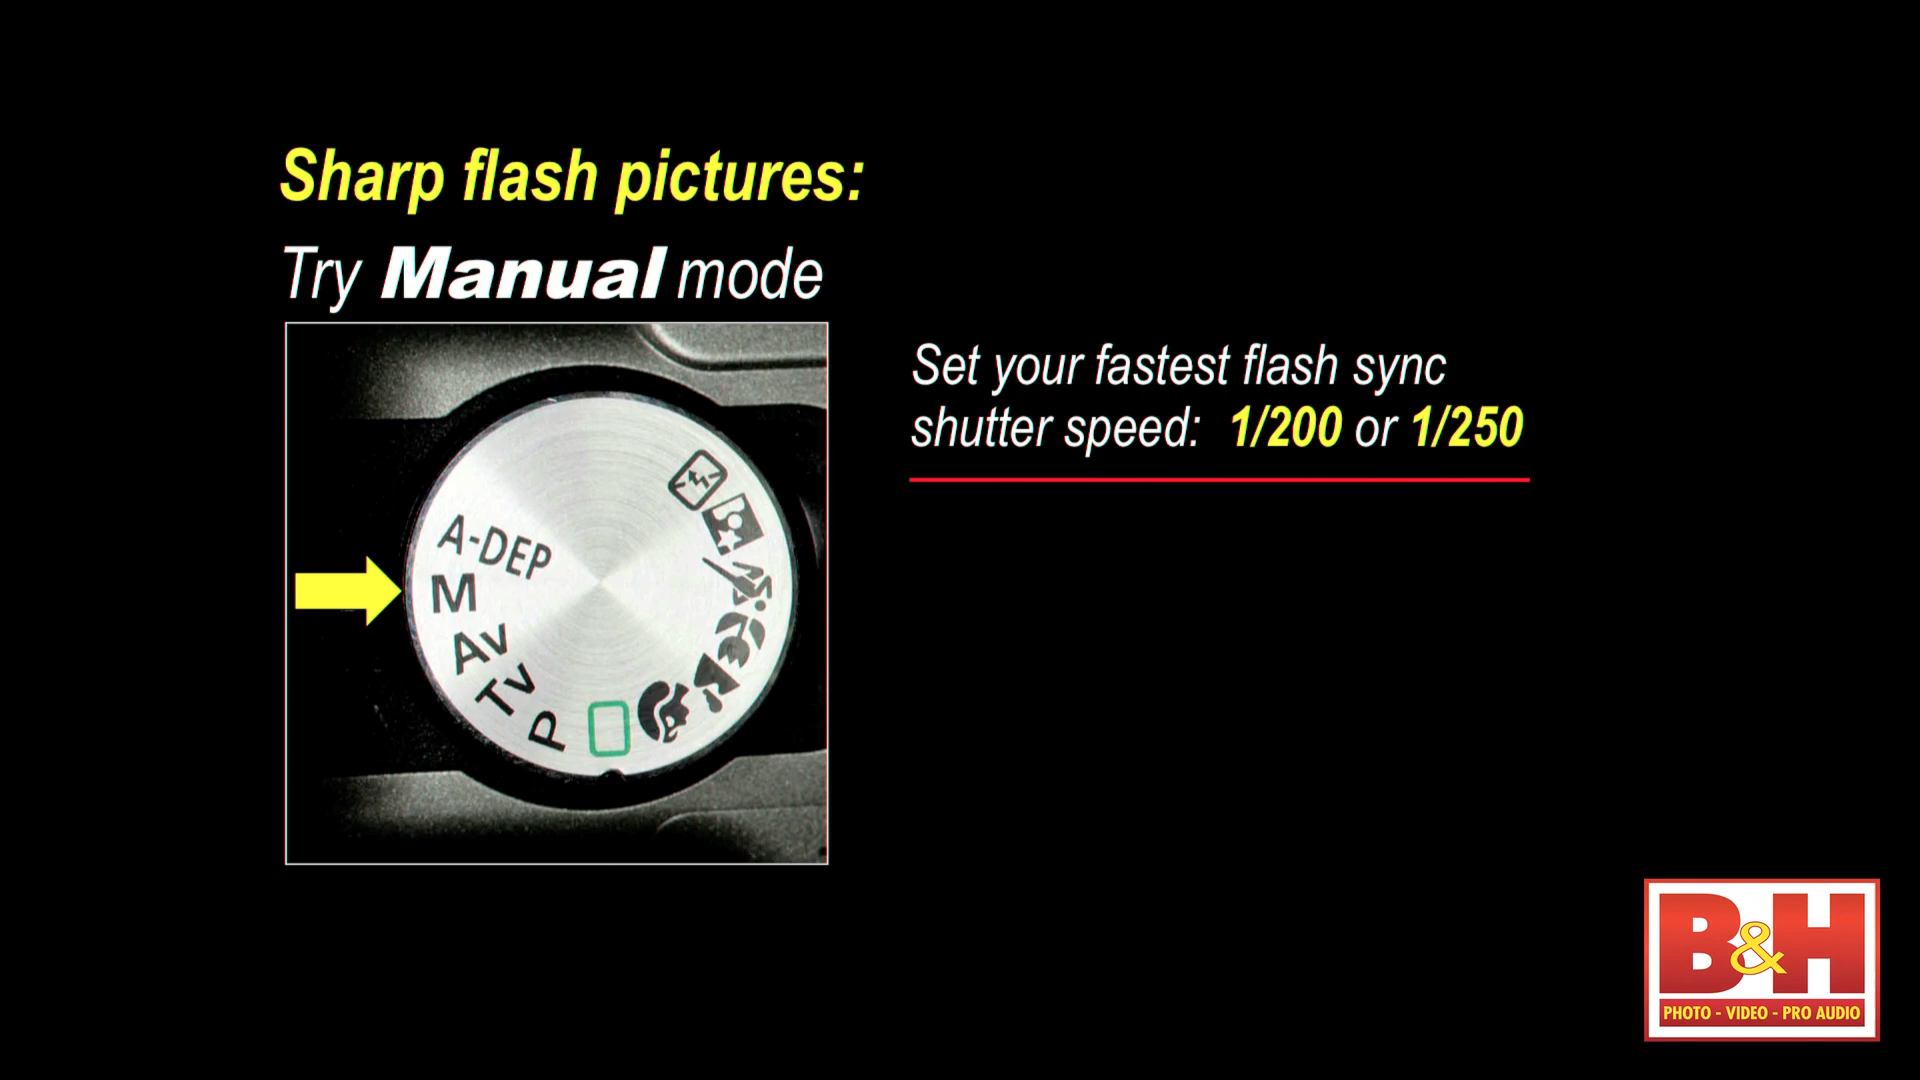 Sharp flash pictures:
Try Manual mode
Set your fastest flash sync
shutter speed: 1/200 or 1/250
A-DEP
M
Av
Tv
P
B&H
PHOTO - VIDEO - PRO AUDIO